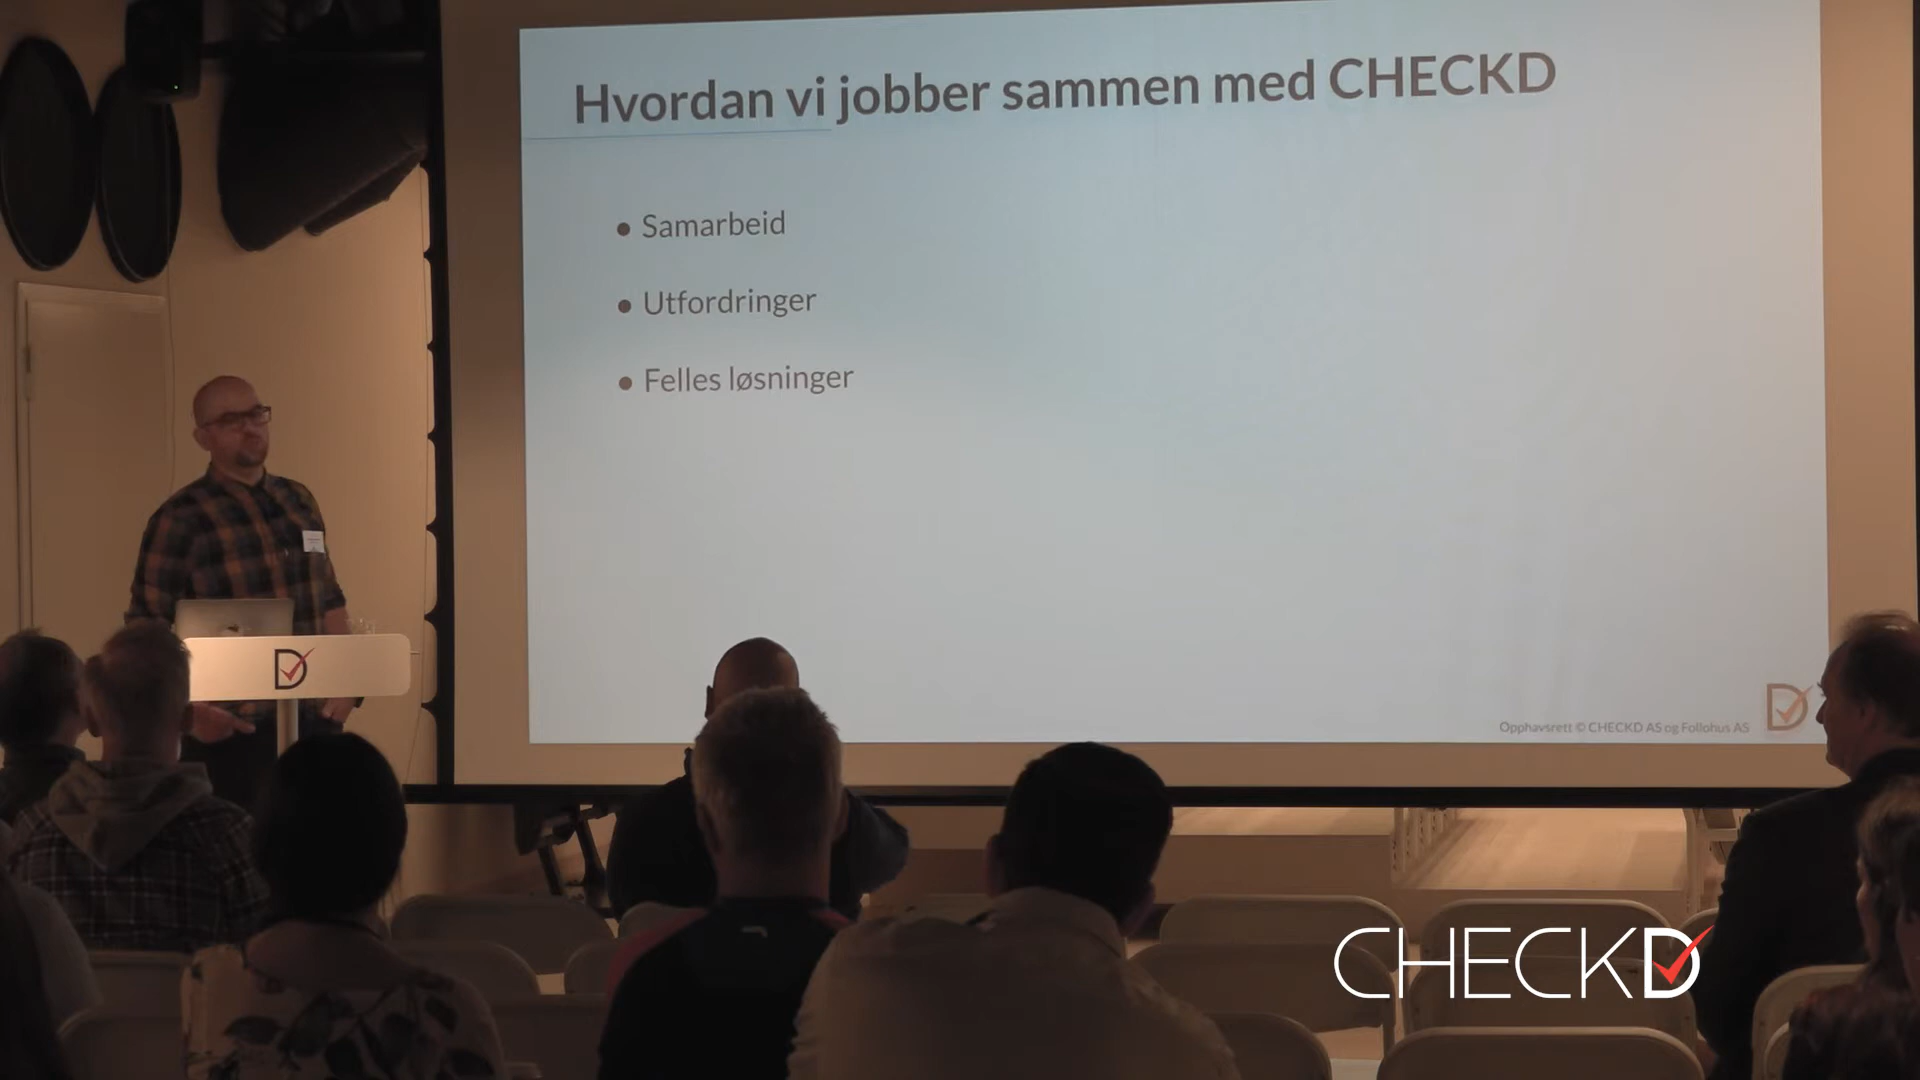 Hvordan vi jobber sammen med CHECKD
• Samarbeid
• Utfordringer
• Felles løsninger
Opphavsrett © CHECKD AS og Follohus AS
CHECKD